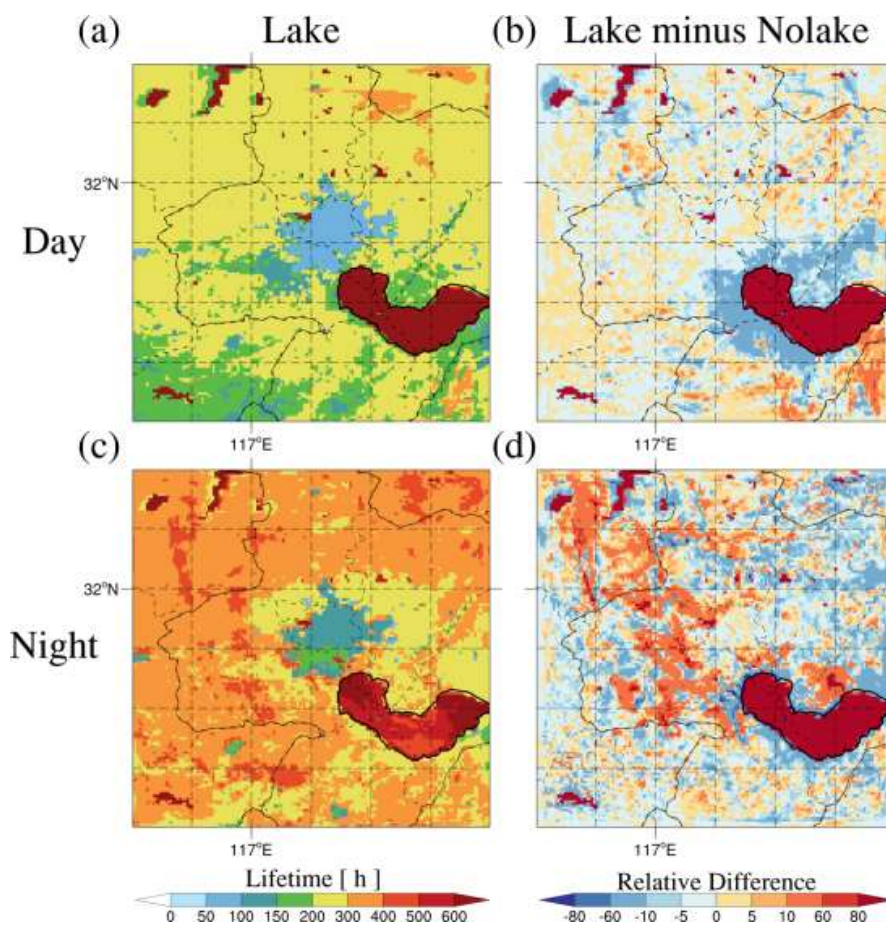 (a) Lake (b) Lake minus Nolake
32°N
Day
117°E 117°E
(c) (d)
32°N
Night
117°E 117°E
Lifetime [ h ] Relative Difference
0 50 100 150 200 300 400 500 600 -80 -60 -10 -5 0 5 10 60 80